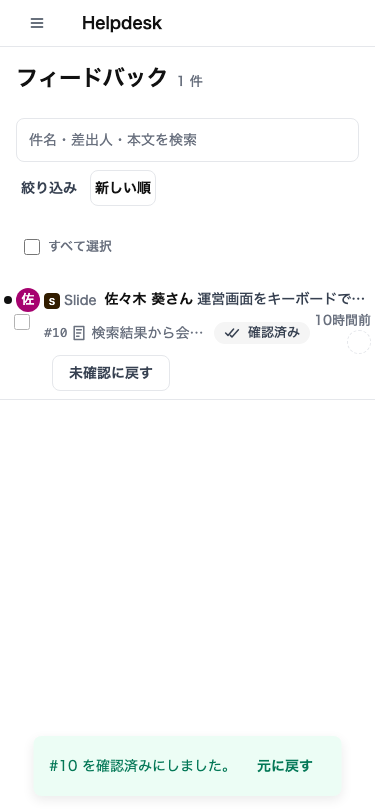 Helpdesk
フィードバック 1 件
件名・差出人・本文を検索
絞り込み 新しい順
すべて選択
佐 s Slide 佐々木 葵さん 運営画面をキーボードで…
#10 検索結果から会… 確認済み 10時間前
未確認に戻す
#10 を確認済みにしました。 元に戻す